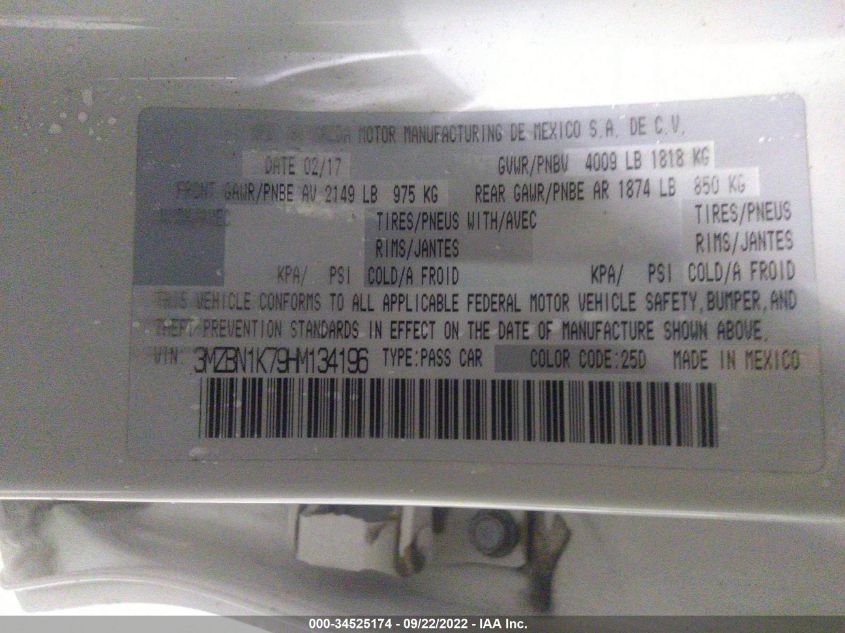 MOTOR MANUFACTURING DE MEXICO S.A. DE C.V.
DATE 02/17 GVWR/PNBV 4009 LB 1818 KG
FRONT GAWR/PNBE AV 2149 LB 975 KG REAR GAWR/PNBE AR 1874 LB 850 KG
TIRES/PNEUS WITH/AVEC TIRES/PNEUS
RIMS/JANTES RIMS/JANTES
KPA/ PSI COLD/A FROID KPA/ PSI COLD/A FROID
THIS VEHICLE CONFORMS TO ALL APPLICABLE FEDERAL MOTOR VEHICLE SAFETY, BUMPER, AND
THEFT PREVENTION STANDARDS IN EFFECT ON THE DATE OF MANUFACTURE SHOWN ABOVE.
VIN: 3MZBN1K79HM134196 TYPE:PASS CAR COLOR CODE:25D MADE IN MEXICO
000-34525174 - 09/22/2022 - IAA Inc.